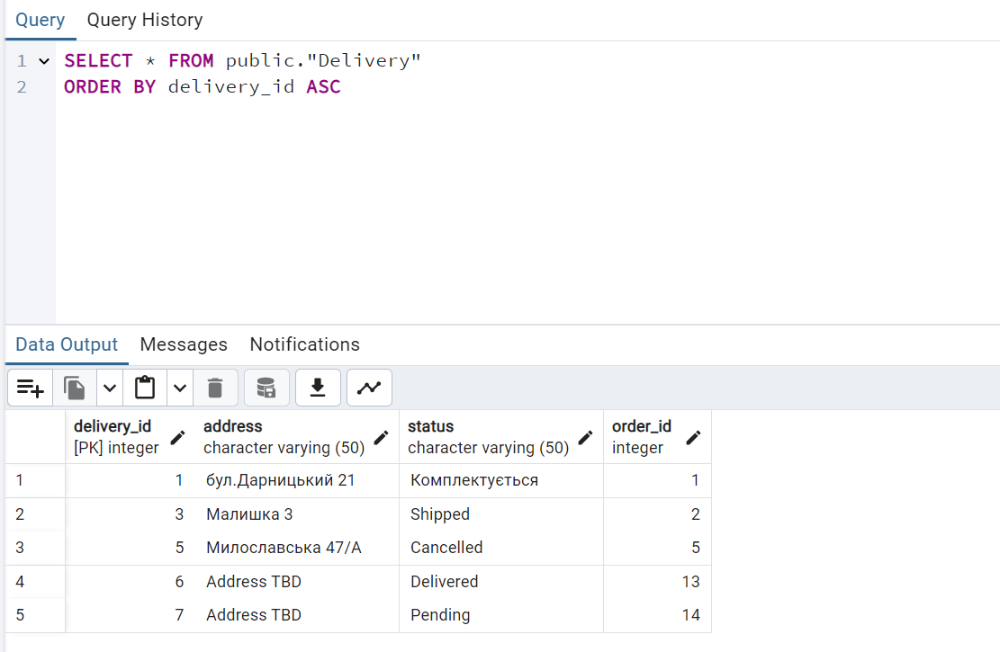 Query Query History
1 SELECT * FROM public."Delivery"
2 ORDER BY delivery_id ASC
Data Output Messages Notifications
delivery_id address status order_id
[PK] integer character varying (50) character varying (50) integer
1 1 бул.Дарницький 21 Комплектується 1
2 3 Малишка 3 Shipped 2
3 5 Милославська 47/А Cancelled 5
4 6 Address TBD Delivered 13
5 7 Address TBD Pending 14